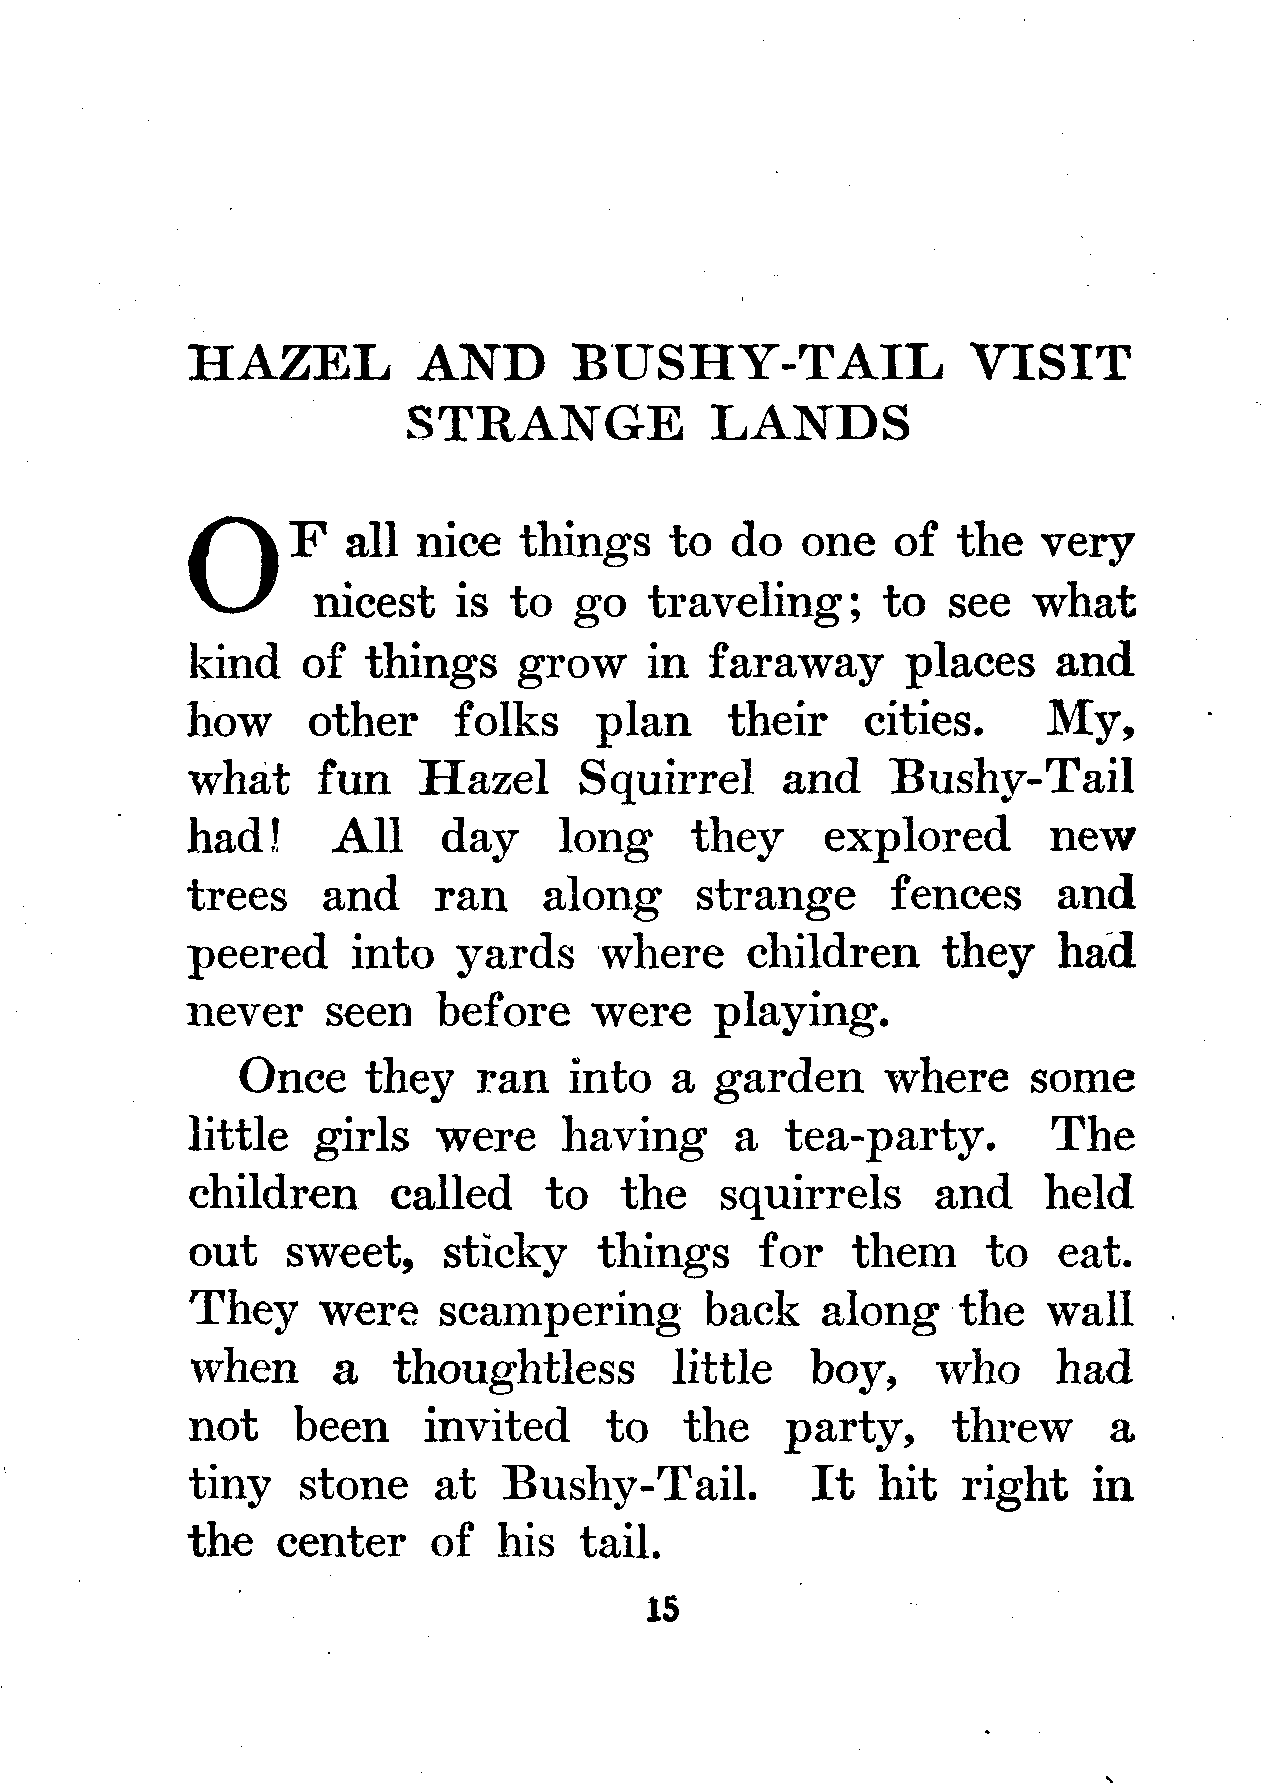 HAZEL AND BUSHY-TAIL VISIT
STRANGE LANDS
OF all nice things to do one of the very
nicest is to go traveling; to see what
kind of things grow in faraway places and
how other folks plan their cities. My,
what fun Hazel Squirrel and Bushy-Tail
had! All day long they explored new
trees and ran along strange fences and
peered into yards where children they had
never seen before were playing.
Once they ran into a garden where some
little girls were having a tea-party. The
children called to the squirrels and held
out sweet, sticky things for them to eat.
They were scampering back along the wall
when a thoughtless little boy, who had
not been invited to the party, threw a
tiny stone at Bushy-Tail. It hit right in
the center of his tail.
15